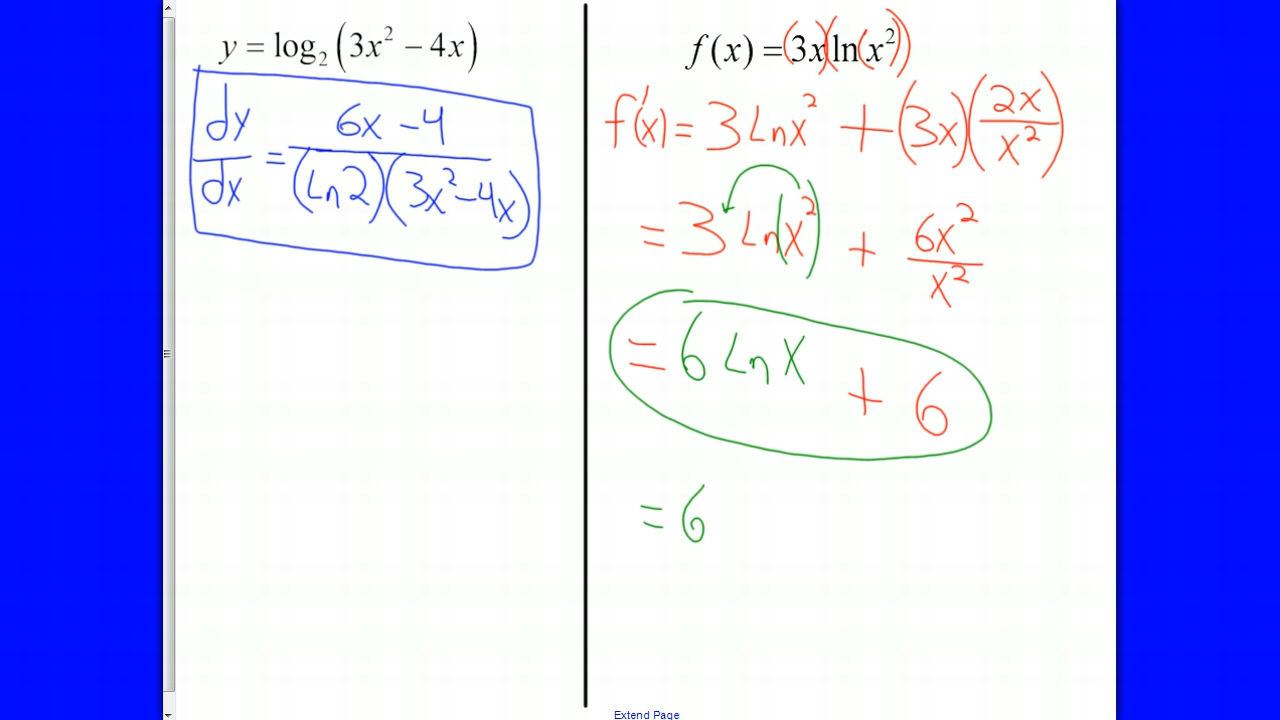 y = log₂ (3x² − 4x)
dy/dx = (6x − 4)/((Ln2)(3x² − 4x))
f(x) = (3x)(ln(x²))
f'(x) = 3 Ln x² + (3x)(2x/x²)
= 3 Ln(x²) + 6x²/x²
= 6 Ln x + 6
= 6
Extend Page